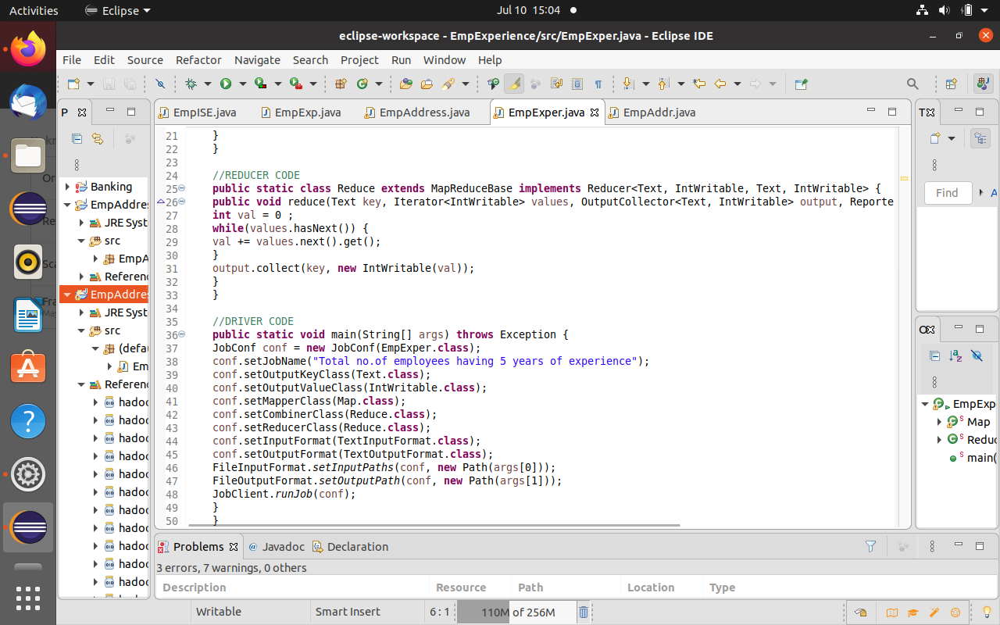 Activities
Eclipse
Jul 10 15:04
eclipse-workspace - EmpExperience/src/EmpExper.java - Eclipse IDE
File Edit Source Refactor Navigate Search Project Run Window Help
P
EmpISE.java
EmpExp.java
EmpAddress.java
EmpExper.java
EmpAddr.java
Banking
EmpAddre
JRE Syst
src
EmpA
Referenc
EmpAddre
JRE Syst
src
(defau
Em
Referenc
hadoo
hadoo
hadoo
hadoo
hadoo
hadoo
hadoo
hadoo
hadoo
hadoo
hadoo
21 }
22 }
23
24 //REDUCER CODE
25 public static class Reduce extends MapReduceBase implements Reducer<Text, IntWritable, Text, IntWritable> {
26 public void reduce(Text key, Iterator<IntWritable> values, OutputCollector<Text, IntWritable> output, Reporte
27 int val = 0 ;
28 while(values.hasNext()) {
29 val += values.next().get();
30 }
31 output.collect(key, new IntWritable(val));
32 }
33 }
34
35 //DRIVER CODE
36 public static void main(String[] args) throws Exception {
37 JobConf conf = new JobConf(EmpExper.class);
38 conf.setJobName("Total no.of employees having 5 years of experience");
39 conf.setOutputKeyClass(Text.class);
40 conf.setOutputValueClass(IntWritable.class);
41 conf.setMapperClass(Map.class);
42 conf.setCombinerClass(Reduce.class);
43 conf.setReducerClass(Reduce.class);
44 conf.setInputFormat(TextInputFormat.class);
45 conf.setOutputFormat(TextOutputFormat.class);
46 FileInputFormat.setInputPaths(conf, new Path(args[0]));
47 FileOutputFormat.setOutputPath(conf, new Path(args[1]));
48 JobClient.runJob(conf);
49 }
50 }
T
Find
A
O
EmpExp
Map
Reduc
main(
Problems
Javadoc
Declaration
3 errors, 7 warnings, 0 others
Description Resource Path Location Type
Writable
Smart Insert
6 : 1
110M of 256M